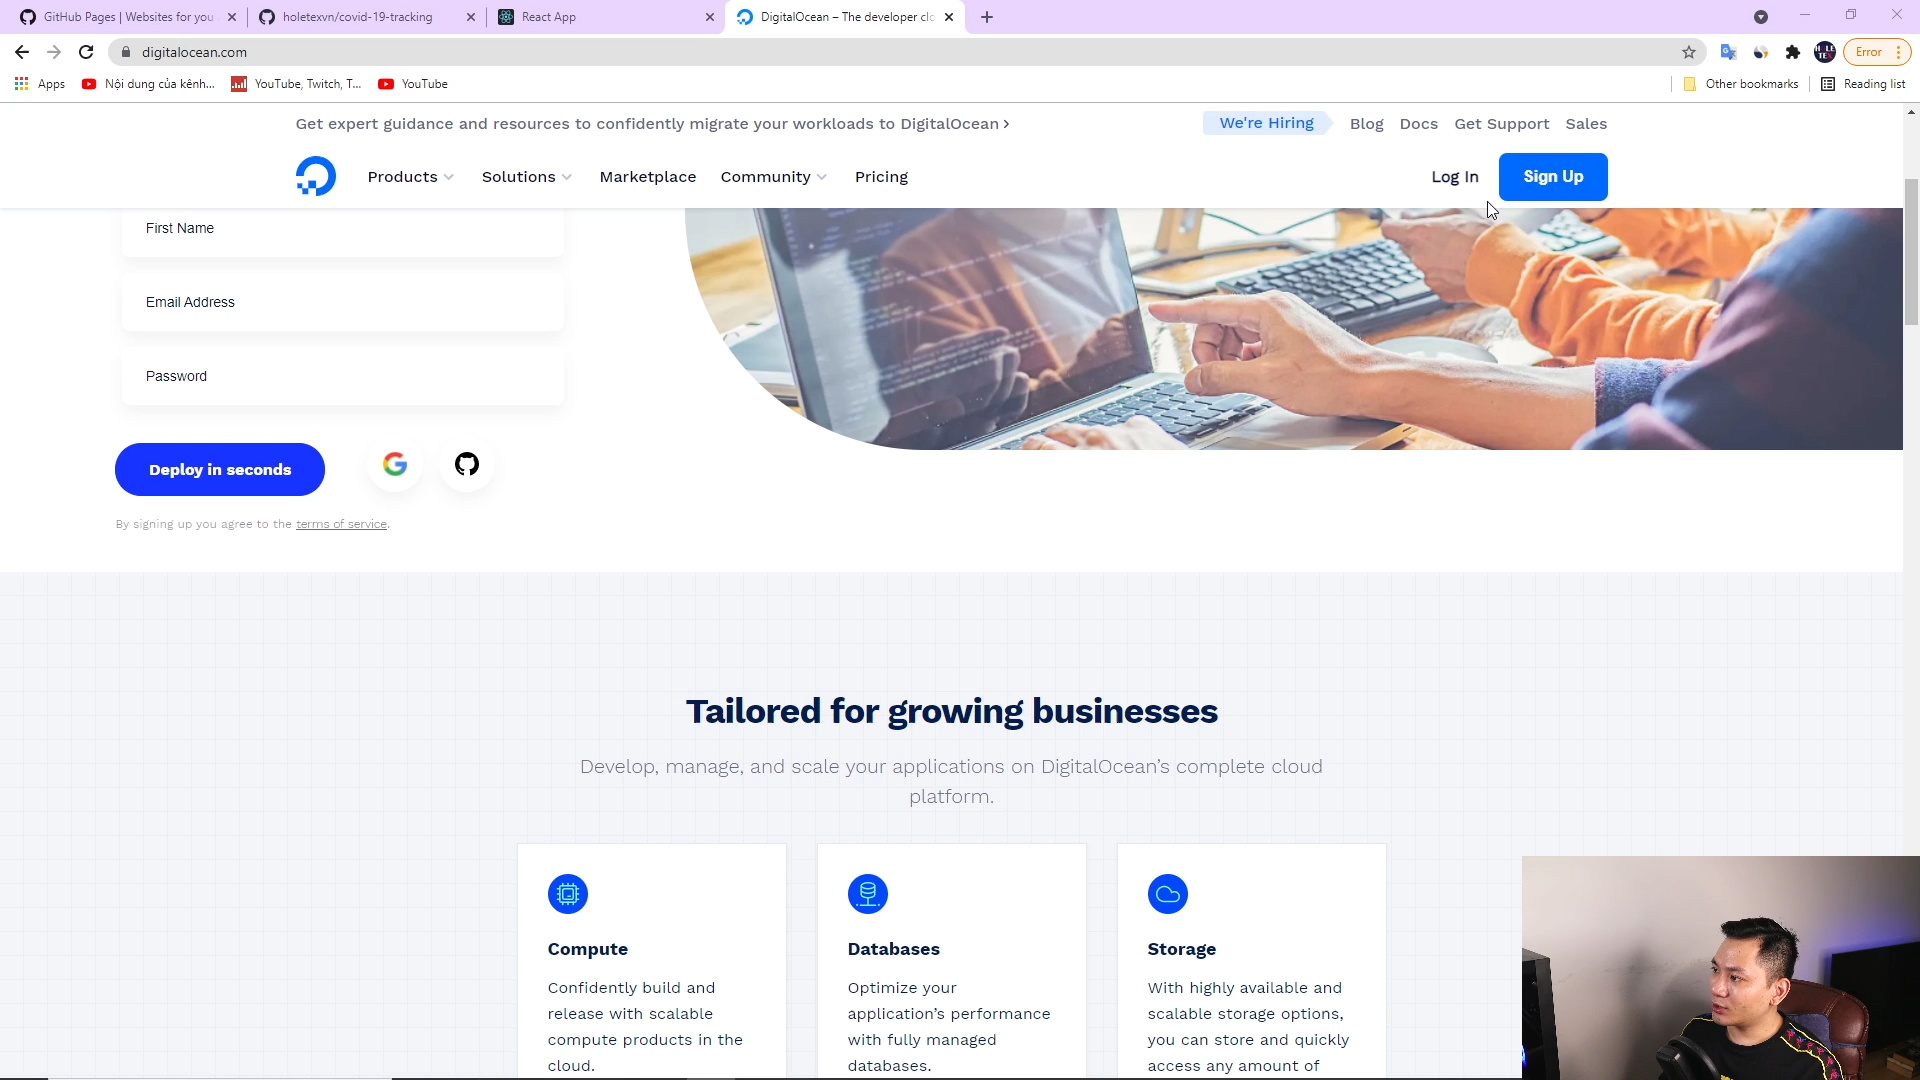 GitHub Pages | Websites for you
holetexvn/covid-19-tracking
React App
DigitalOcean – The developer clo
digitalocean.com
Error
Apps
Nội dung của kênh...
YouTube, Twitch, T...
YouTube
Other bookmarks
Reading list
Get expert guidance and resources to confidently migrate your workloads to DigitalOcean ›
We're Hiring
Blog
Docs
Get Support
Sales
Products
Solutions
Marketplace
Community
Pricing
Log In
Sign Up
First Name
Email Address
Password
Deploy in seconds
By signing up you agree to the terms of service.
Tailored for growing businesses
Develop, manage, and scale your applications on DigitalOcean’s complete cloud
platform.
Compute
Confidently build and
release with scalable
compute products in the
cloud.
Databases
Optimize your
application’s performance
with fully managed
databases.
Storage
With highly available and
scalable storage options,
you can store and quickly
access any amount of